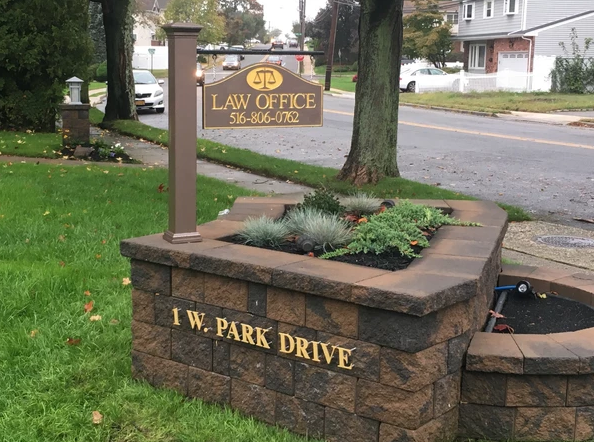 LAW OFFICE
516-806-0762
1 W. PARK DRIVE